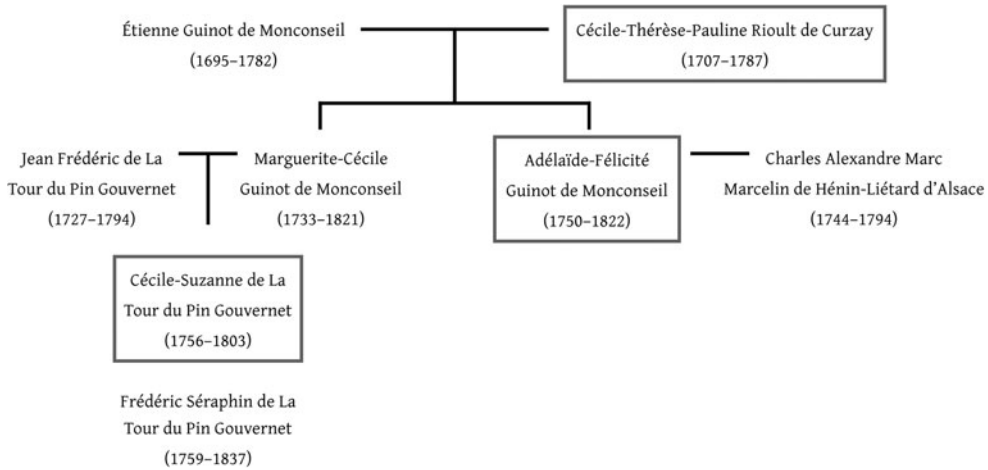 Étienne Guinot de Monconseil
(1695–1782)
Cécile-Thérèse-Pauline Rioult de Curzay
(1707–1787)
Jean Frédéric de La
Tour du Pin Gouvernet
(1727–1794)
Marguerite-Cécile
Guinot de Monconseil
(1733–1821)
Adélaïde-Félicité
Guinot de Monconseil
(1750–1822)
Charles Alexandre Marc
Marcelin de Hénin-Liétard d’Alsace
(1744–1794)
Cécile-Suzanne de La
Tour du Pin Gouvernet
(1756–1803)
Frédéric Séraphin de La
Tour du Pin Gouvernet
(1759–1837)